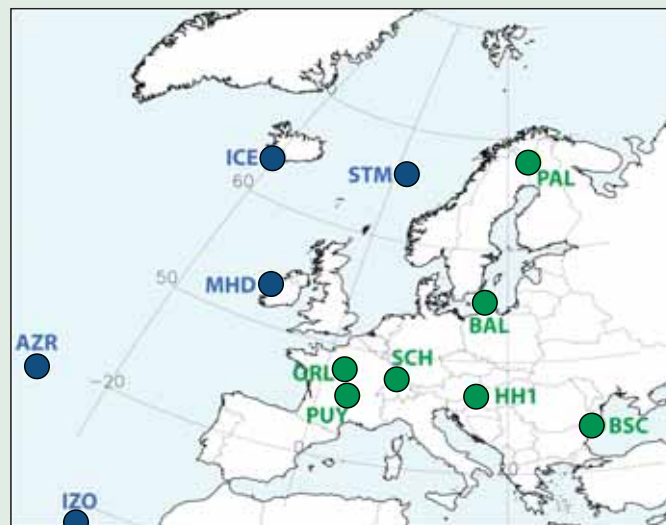 ICE
STM
PAL
60
MHD
50
BAL
AZR
ORL
SCH
-20
PUY
HH1
BSC
0
20
IZO